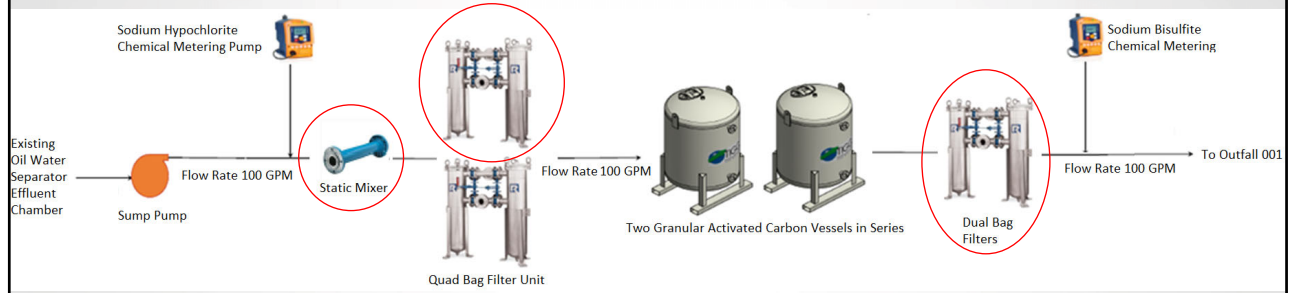 Sodium Hypochlorite
Chemical Metering Pump
Sodium Bisulfite
Chemical Metering
Existing
Oil Water
Separator
Effluent
Chamber
Flow Rate 100 GPM
Sump Pump
Static Mixer
Quad Bag Filter Unit
Flow Rate 100 GPM
Two Granular Activated Carbon Vessels in Series
Dual Bag
Filters
Flow Rate 100 GPM
To Outfall 001